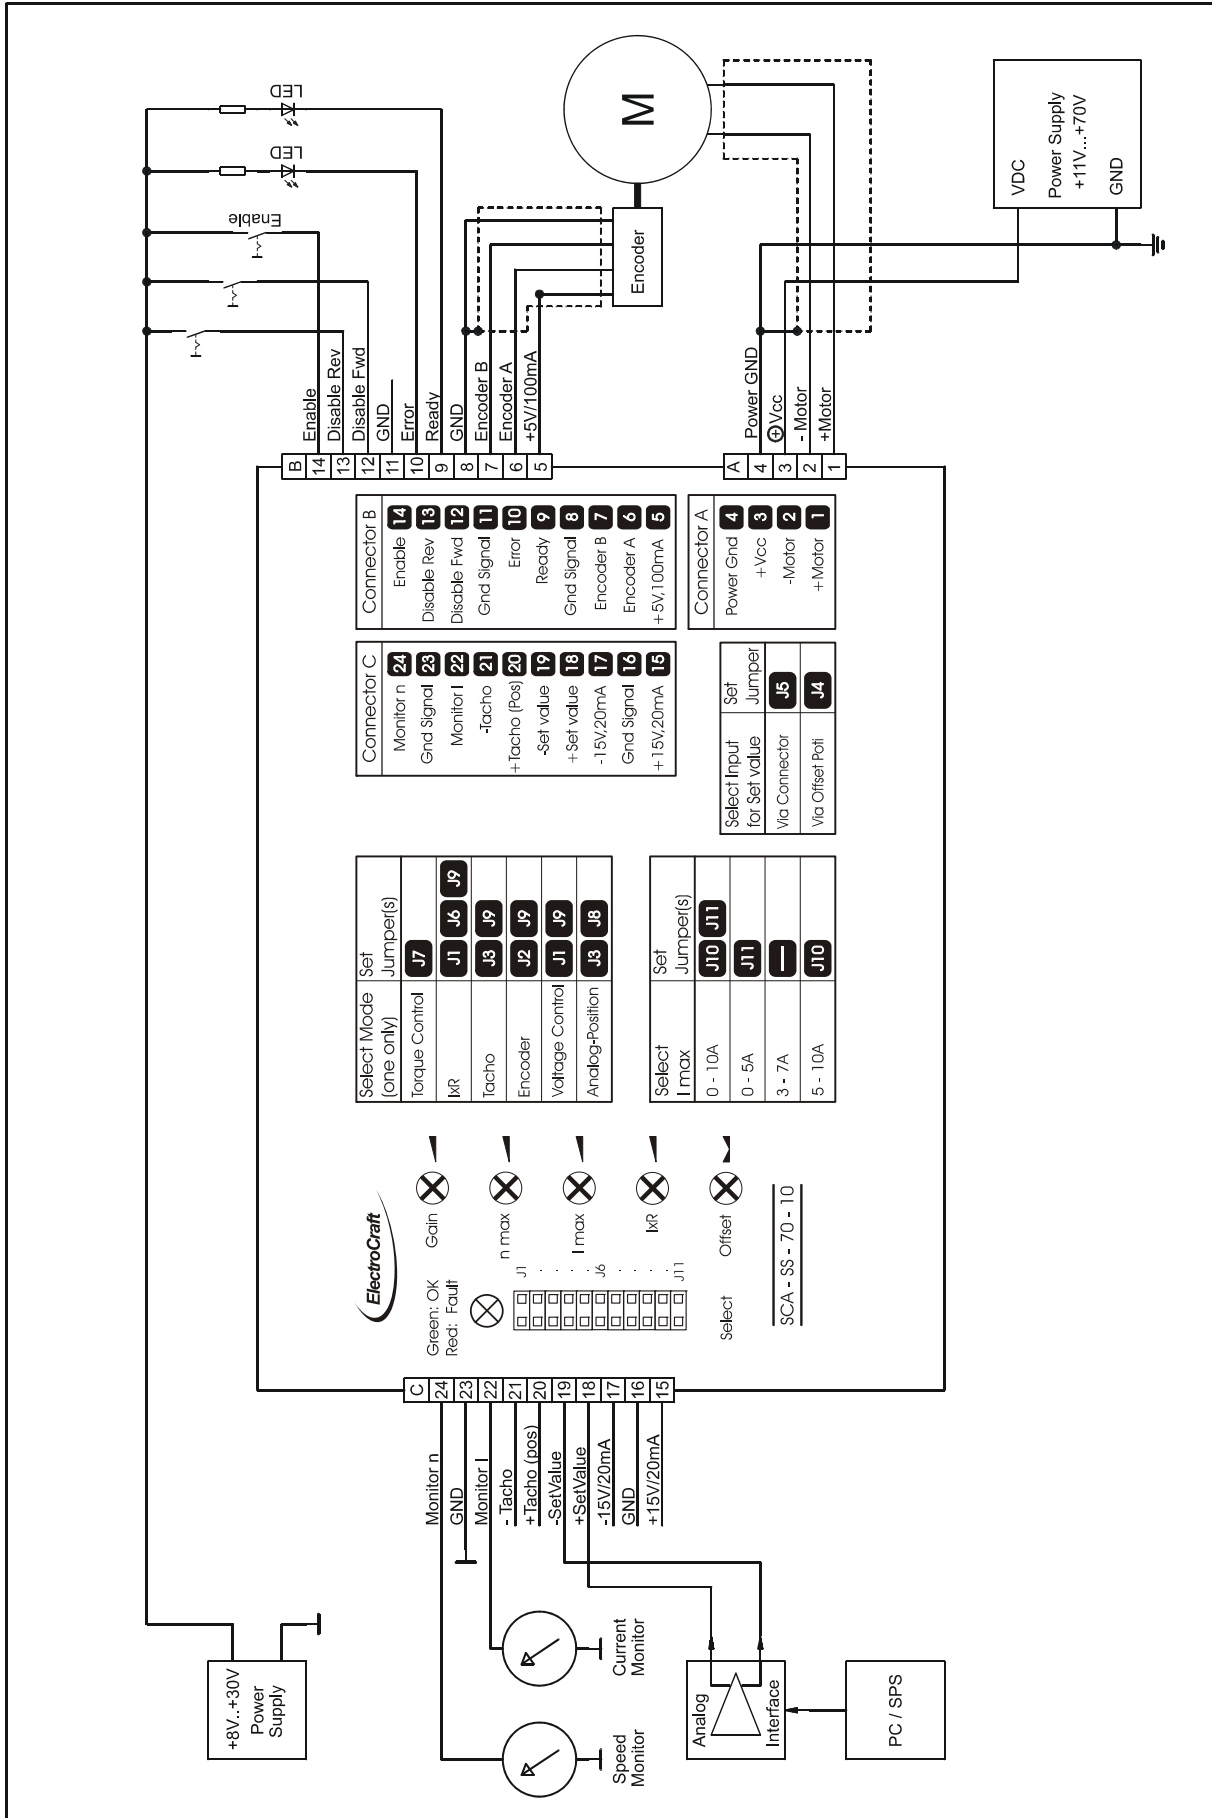 +8V..+30V
Power
Supply
LED
LED
Enable
M
Encoder
VDC
Power Supply
+11V...+70V
GND
Enable
Disable Rev
Disable Fwd
GND
Error
Ready
GND
Encoder B
Encoder A
+5V/100mA
Power GND
+Vcc
- Motor
+Motor
B
14
13
12
11
10
9
8
7
6
5
A
4
3
2
1
Connector B
Enable 14
Disable Rev 13
Disable Fwd 12
Gnd Signal 11
Error 10
Ready 9
Gnd Signal 8
Encoder B 7
Encoder A 6
+5V,100mA 5
Connector A
Power Gnd 4
+Vcc 3
-Motor 2
+Motor 1
Connector C
Monitor n 24
Gnd Signal 23
Monitor I 22
-Tacho 21
+Tacho (Pos) 20
-Set value 19
+Set value 18
-15V,20mA 17
Gnd Signal 16
+15V,20mA 15
Select Input
for Set value
Set
Jumper
Via Connector J5
Via Offset Poti J4
Select Mode
(one only)
Set
Jumper(s)
Torque Control J7
IxR J1 J6 J9
Tacho J3 J9
Encoder J2 J9
Voltage Control J1 J9
Analog-Position J3 J8
Select
I max
Set
Jumper(s)
0 - 10A J10 J11
0 - 5A J11
3 - 7A —
5 - 10A J10
ElectroCraft
Green: OK
Red: Fault
Gain
n max
I max
IxR
Offset
J1
J6
J11
Select
SCA - SS - 70 - 10
C
24
23
22
21
20
19
18
17
16
15
Monitor n
GND
Monitor I
- Tacho
+Tacho (pos)
-SetValue
+SetValue
-15V/20mA
GND
+15V/20mA
Speed
Monitor
Current
Monitor
Analog
Interface
PC / SPS